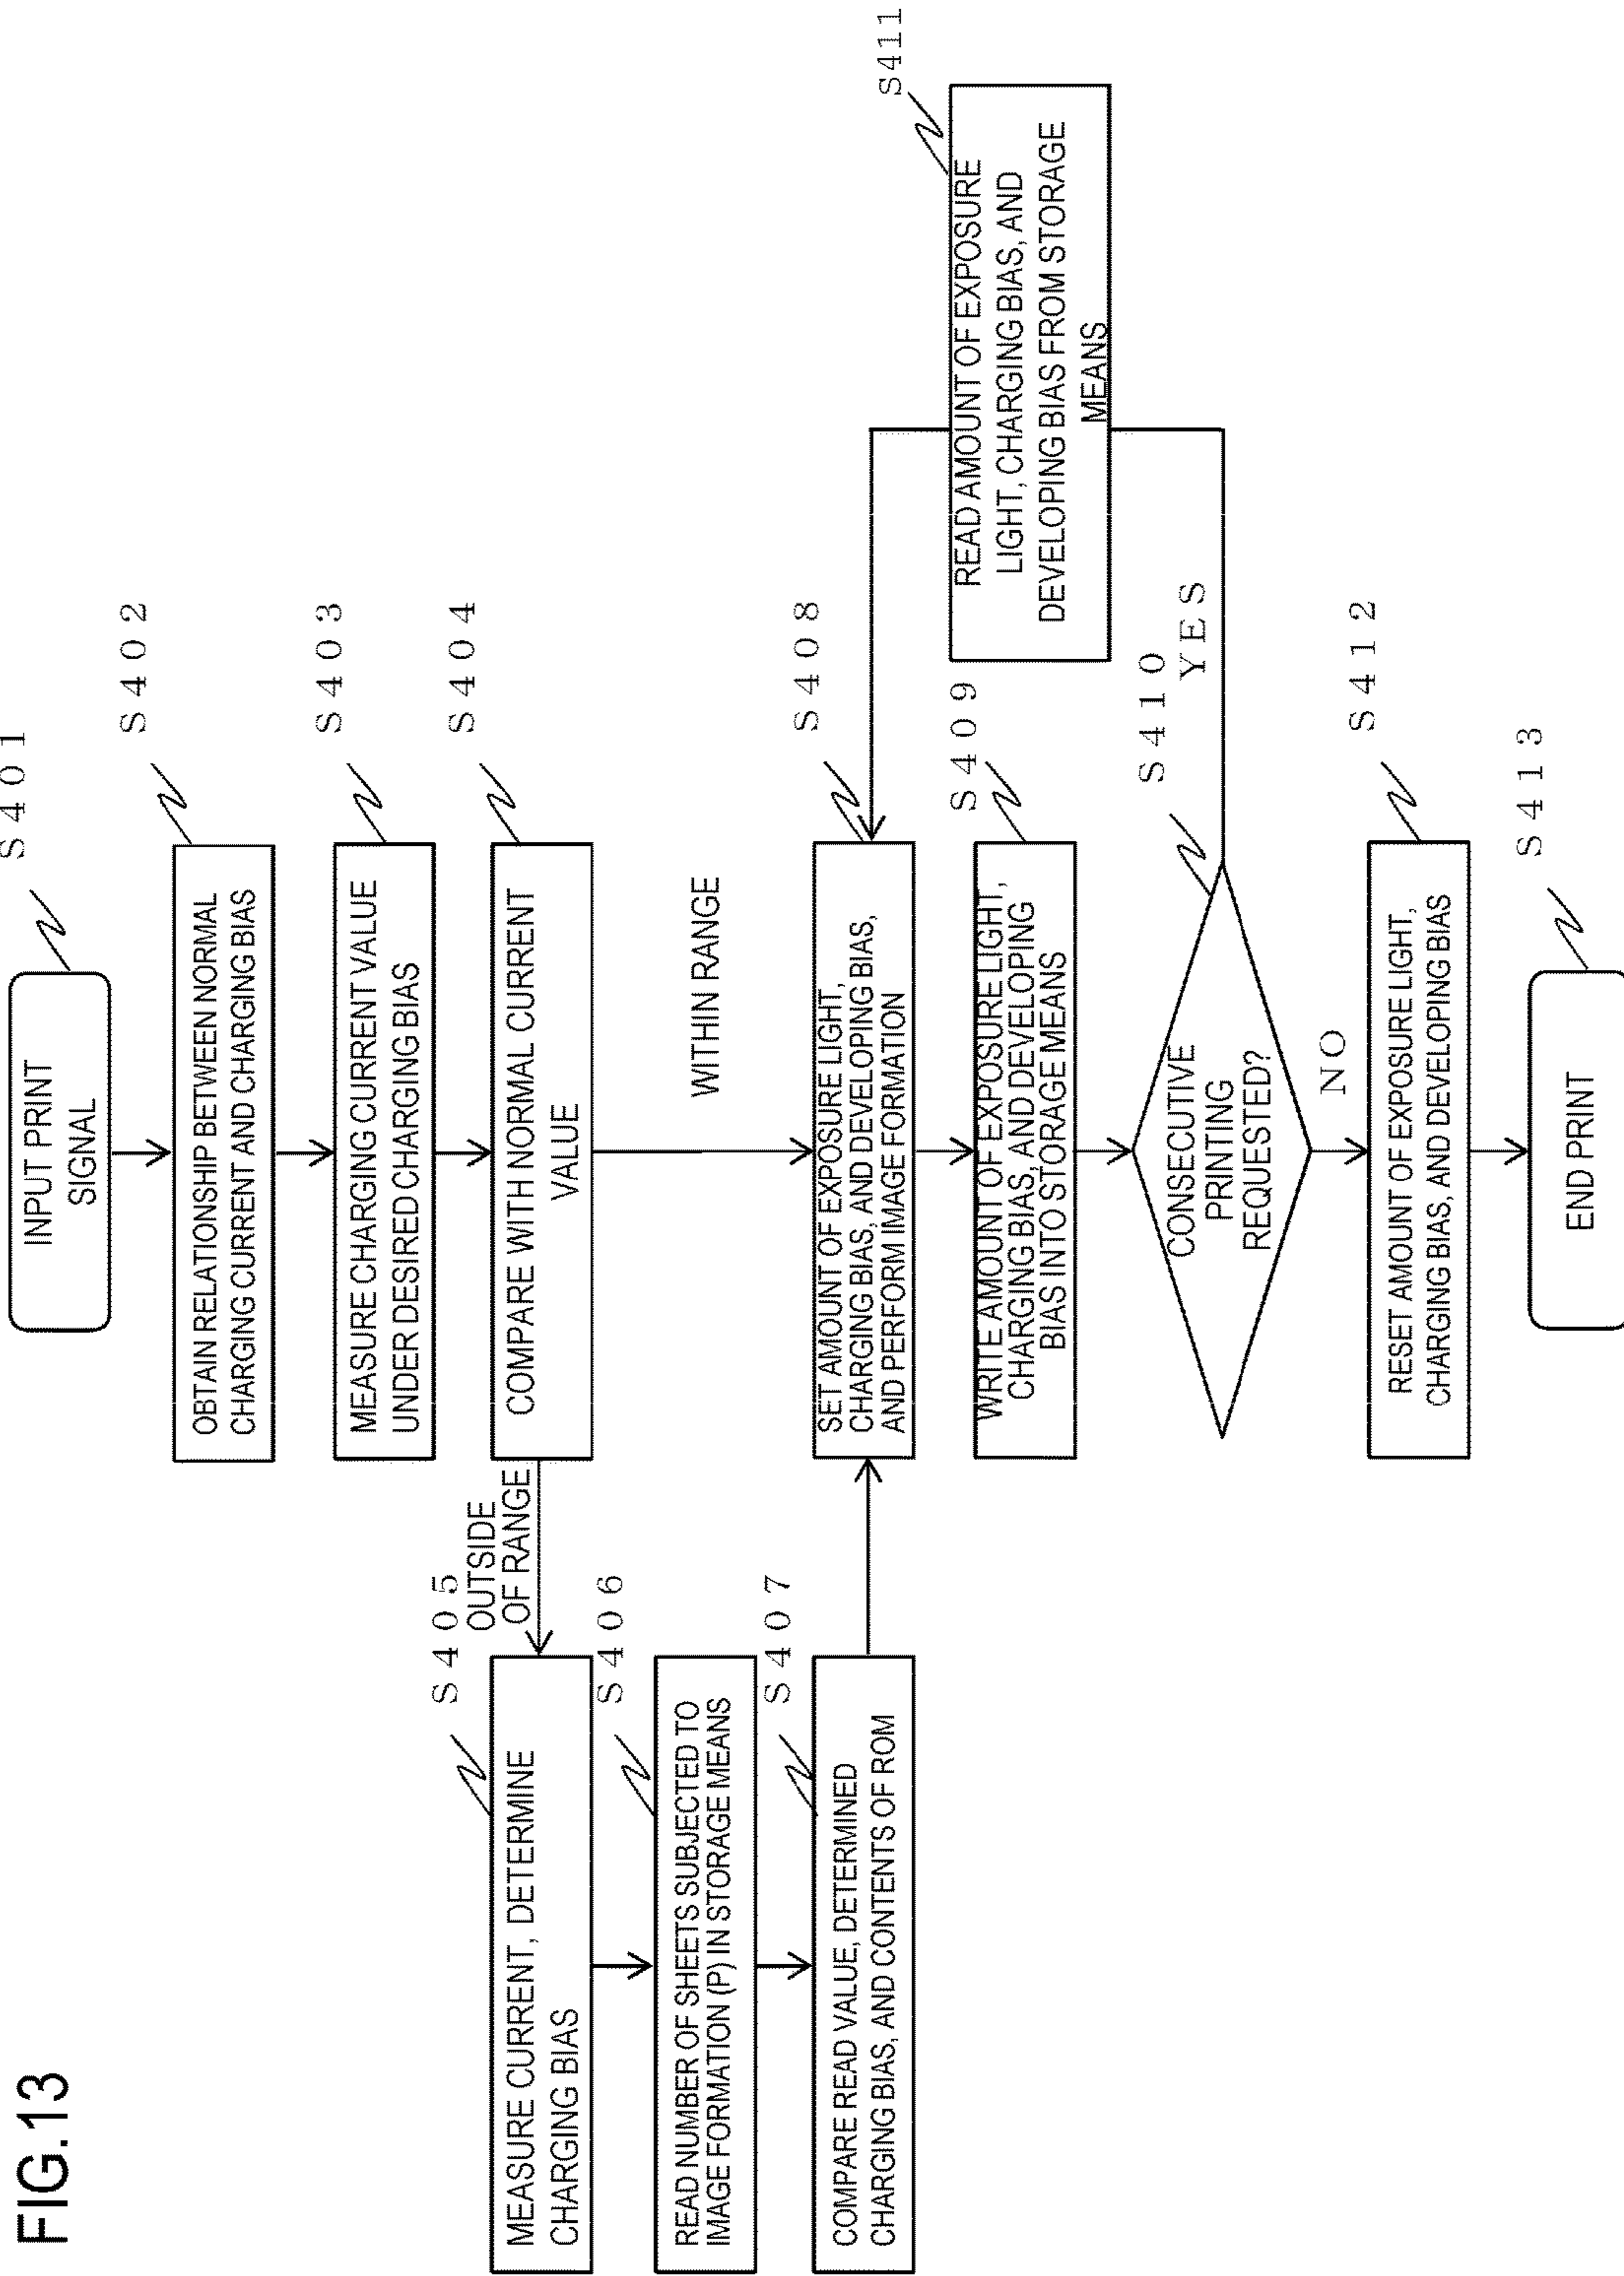 FIG.13
S401
INPUT PRINT
SIGNAL
S402
OBTAIN RELATIONSHIP BETWEEN NORMAL
CHARGING CURRENT AND CHARGING BIAS
S403
MEASURE CHARGING CURRENT VALUE
UNDER DESIRED CHARGING BIAS
S404
COMPARE WITH NORMAL CURRENT
VALUE
OUTSIDE
OF RANGE
WITHIN RANGE
S405
MEASURE CURRENT, DETERMINE
CHARGING BIAS
S406
READ NUMBER OF SHEETS SUBJECTED TO
IMAGE FORMATION (P) IN STORAGE MEANS
S407
COMPARE READ VALUE, DETERMINED
CHARGING BIAS, AND CONTENTS OF ROM
S408
SET AMOUNT OF EXPOSURE LIGHT,
CHARGING BIAS, AND DEVELOPING BIAS,
AND PERFORM IMAGE FORMATION
S409
WRITE AMOUNT OF EXPOSURE LIGHT,
CHARGING BIAS, AND DEVELOPING
BIAS INTO STORAGE MEANS
S410
CONSECUTIVE
PRINTING
REQUESTED?
YES
S411
READ AMOUNT OF EXPOSURE
LIGHT, CHARGING BIAS, AND
DEVELOPING BIAS FROM STORAGE
MEANS
NO
S412
RESET AMOUNT OF EXPOSURE LIGHT,
CHARGING BIAS, AND DEVELOPING BIAS
S413
END PRINT